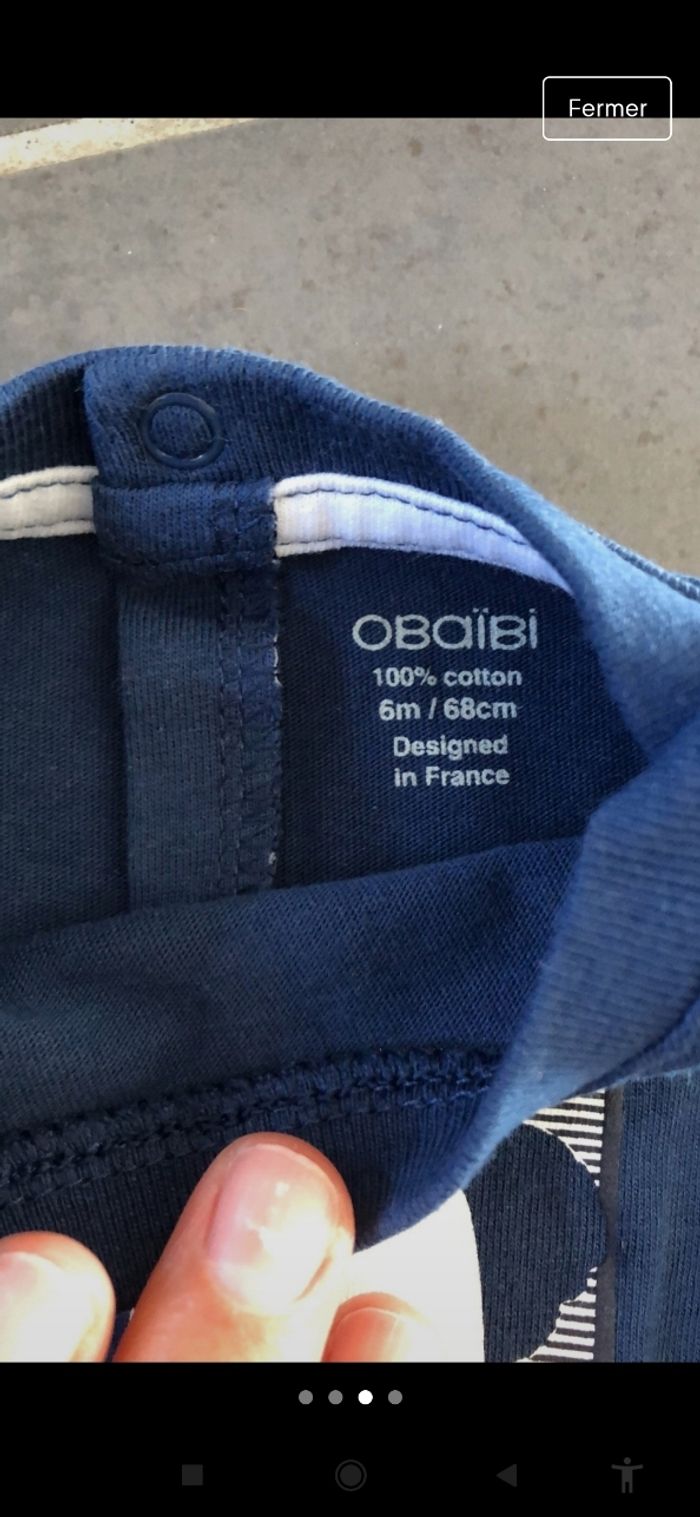 Fermer
OBaïBi
100% cotton
6m / 68cm
Designed
in France